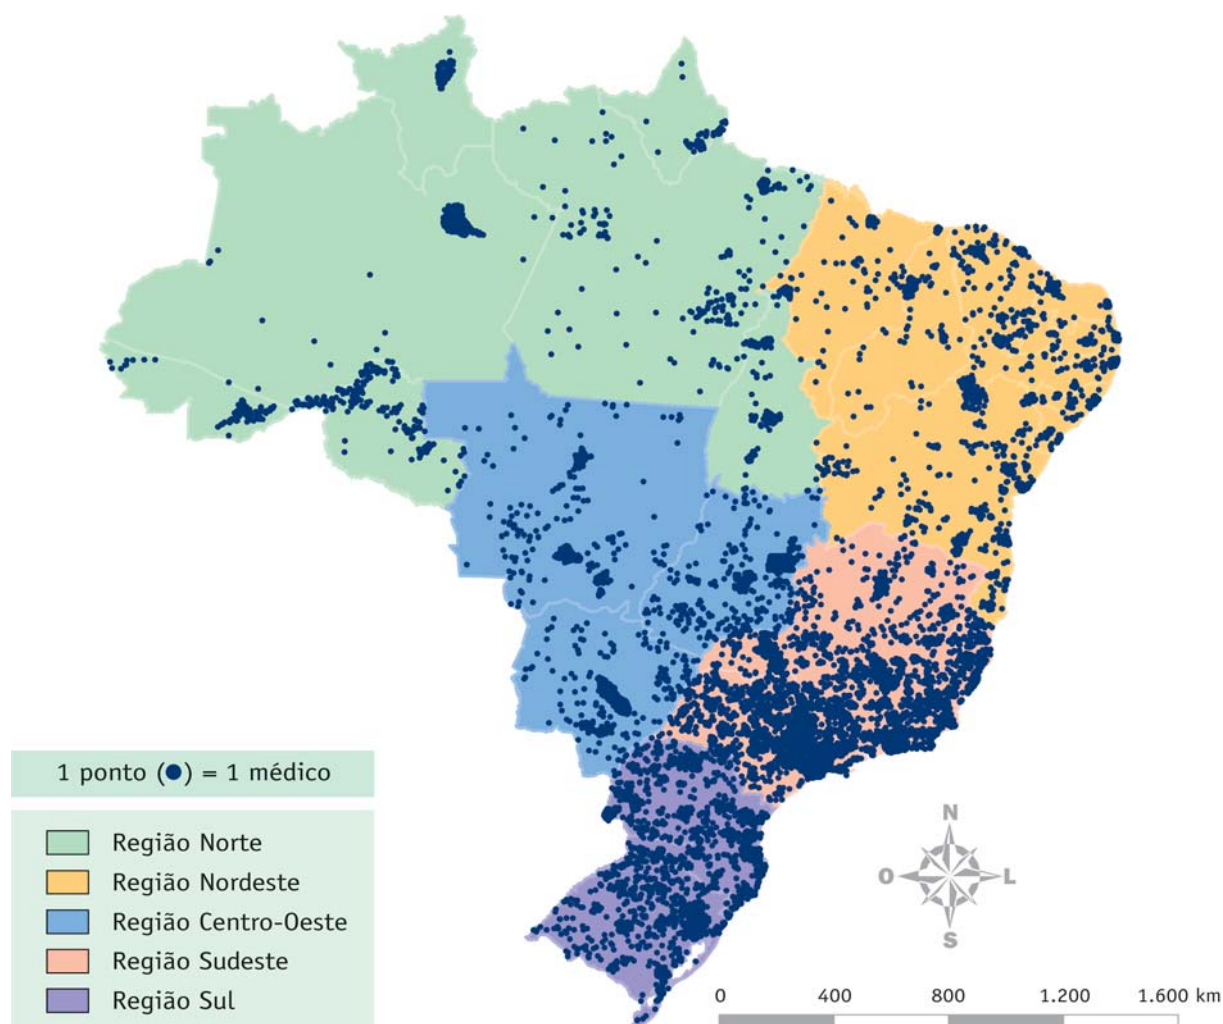 1 ponto (●) = 1 médico
Região Norte
Região Nordeste
Região Centro-Oeste
Região Sudeste
Região Sul
N
O L
S
0 400 800 1.200 1.600 km